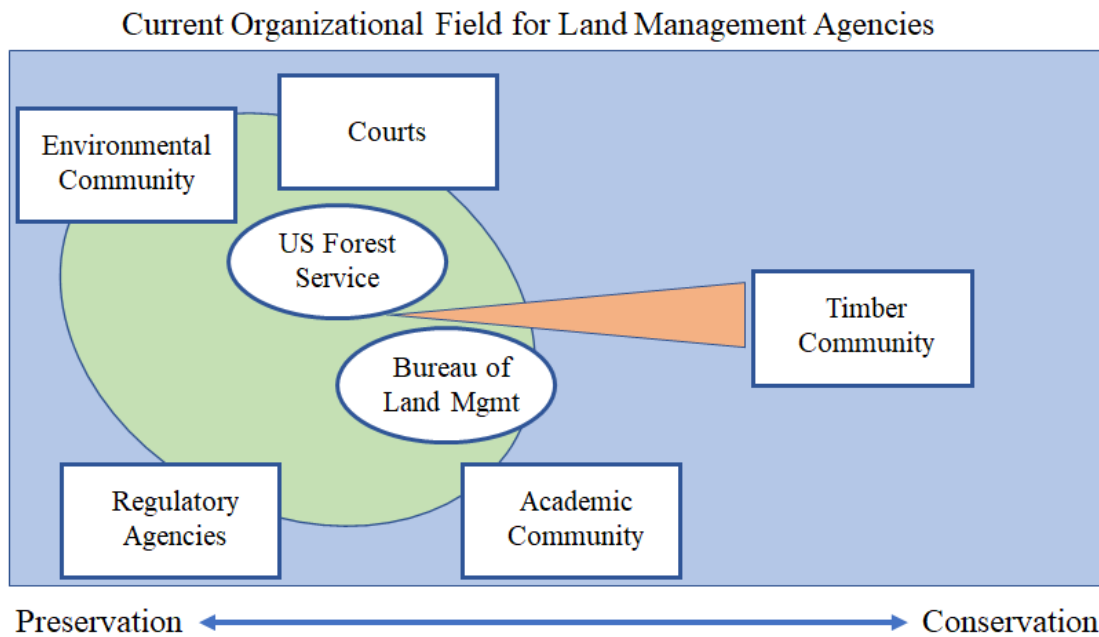 Current Organizational Field for Land Management Agencies
Environmental
Community
Courts
US Forest
Service
Timber
Community
Bureau of
Land Mgmt
Regulatory
Agencies
Academic
Community
Preservation
Conservation